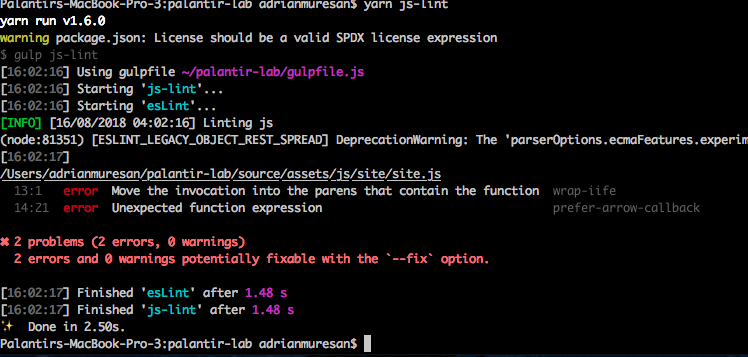 Palantirs-MacBook-Pro-3:palantir-lab adrianmuresan$ yarn js-lint
yarn run v1.6.0
warning package.json: License should be a valid SPDX license expression
$ gulp js-lint
[16:02:16] Using gulpfile ~/palantir-lab/gulpfile.js
[16:02:16] Starting 'js-lint'...
[16:02:16] Starting 'esLint'...
[INFO] [16/08/2018 04:02:16] Linting js
(node:81351) [ESLINT_LEGACY_OBJECT_REST_SPREAD] DeprecationWarning: The 'parserOptions.ecmaFeatures.experim
[16:02:17]
/Users/adrianmuresan/palantir-lab/source/assets/js/site/site.js
13:1 error Move the invocation into the parens that contain the function wrap-iife
14:21 error Unexpected function expression prefer-arrow-callback
✖ 2 problems (2 errors, 0 warnings)
2 errors and 0 warnings potentially fixable with the `--fix` option.
[16:02:17] Finished 'esLint' after 1.48 s
[16:02:17] Finished 'js-lint' after 1.48 s
✨ Done in 2.50s.
Palantirs-MacBook-Pro-3:palantir-lab adrianmuresan$